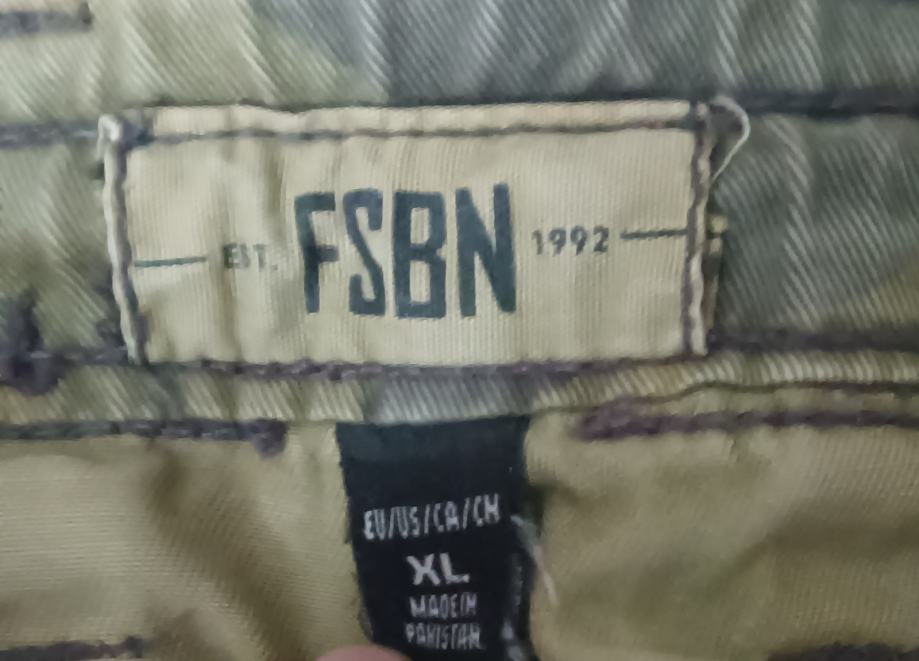 EST. FSBN 1992
EU/US/CA/CH
XL
MADE IN
PAKISTAN